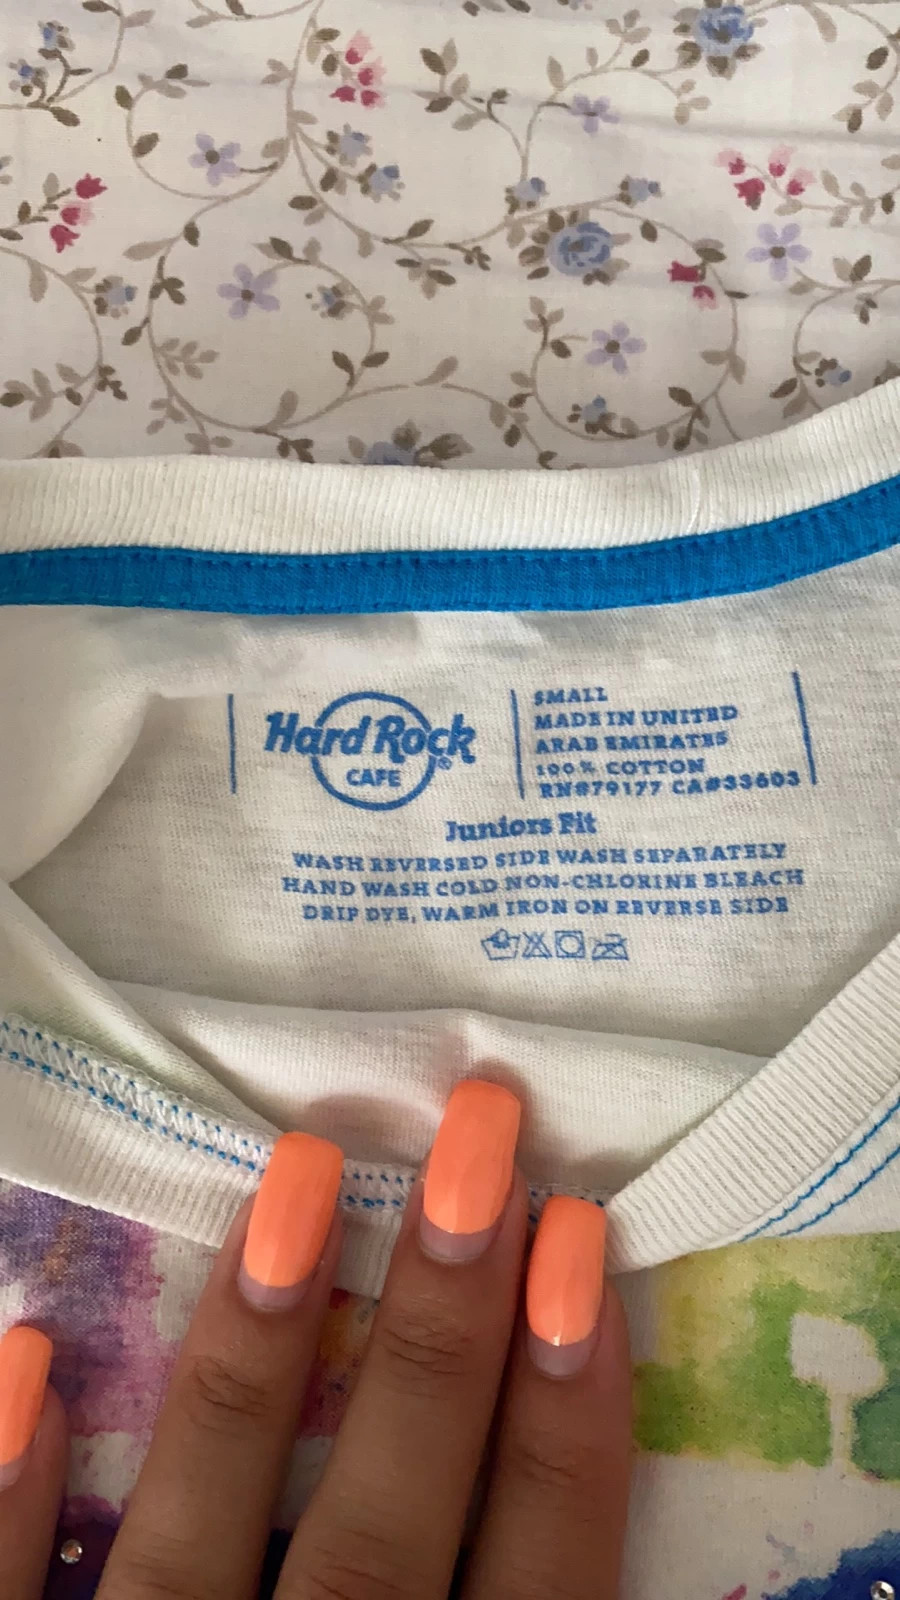 Hard Rock®
CAFE
SMALL
MADE IN UNITED
ARAB EMIRATES
100% COTTON
RN#79177 CA#33603
Juniors Fit
WASH REVERSED SIDE WASH SEPARATELY
HAND WASH COLD NON-CHLORINE BLEACH
DRIP DYE, WARM IRON ON REVERSE SIDE